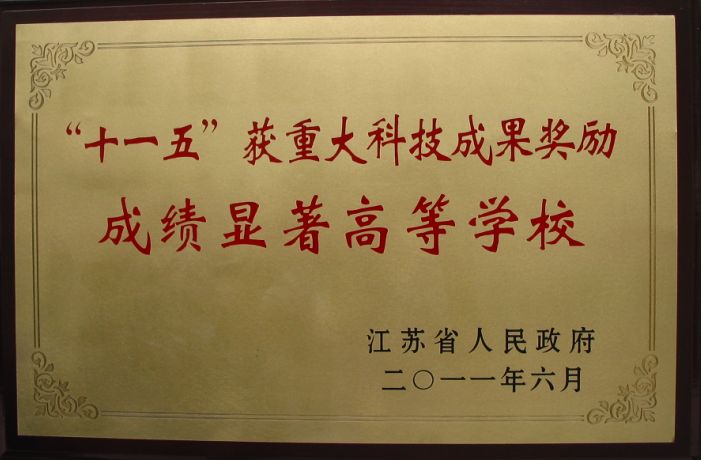 “十一五”获重大科技成果奖励
成绩显著高等学校
江苏省人民政府
二〇一一年六月